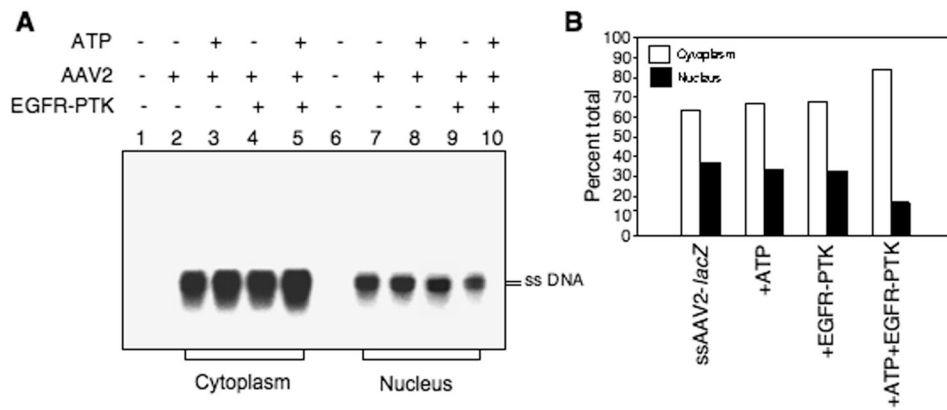 A
ATP - - + - + - - + - +
AAV2 - + + + + - + + + +
EGFR-PTK - - - + + - - - + +
1 2 3 4 5 6 7 8 9 10
ss DNA
Cytoplasm Nucleus
B
100
90
80
70
60
50
40
30
20
10
0
Percent total
Cytoplasm
Nucleus
ssAAV2-lacZ
+ATP
+EGFR-PTK
+ATP+EGFR-PTK